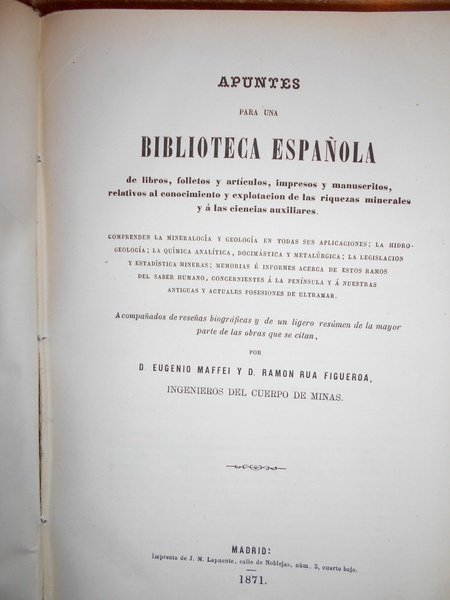 APUNTES
PARA UNA
BIBLIOTECA ESPAÑOLA
de libros, folletos y artículos, impresos y manuscritos,
relativos al conocimiento y explotacion de las riquezas minerales
y á las ciencias auxiliares.
COMPRENDEN LA MINERALOGÍA Y GEOLOGÍA EN TODAS SUS APLICACIONES; LA HIDRO-
GEOLOGÍA; LA QUÍMICA ANALÍTICA, DOCIMÁSTICA Y METALÚRGICA; LA LEGISLACION
Y ESTADÍSTICA MINERAS; MEMORIAS É INFORMES ACERCA DE ESTOS RAMOS
DEL SABER HUMANO, CONCERNIENTES Á LA PENÍNSULA Y Á NUESTRAS
ANTIGUAS Y ACTUALES POSESIONES DE ULTRAMAR.
Acompañados de reseñas biográficas y de un ligero resúmen de la mayor
parte de las obras que se citan,
POR
D. EUGENIO MAFFEI Y D. RAMON RUA FIGUEROA,
INGENIEROS DEL CUERPO DE MINAS.
MADRID:
Imprenta de J. M. Lapuente, calle de Noblejas, núm. 5, cuarto bajo.
1871.